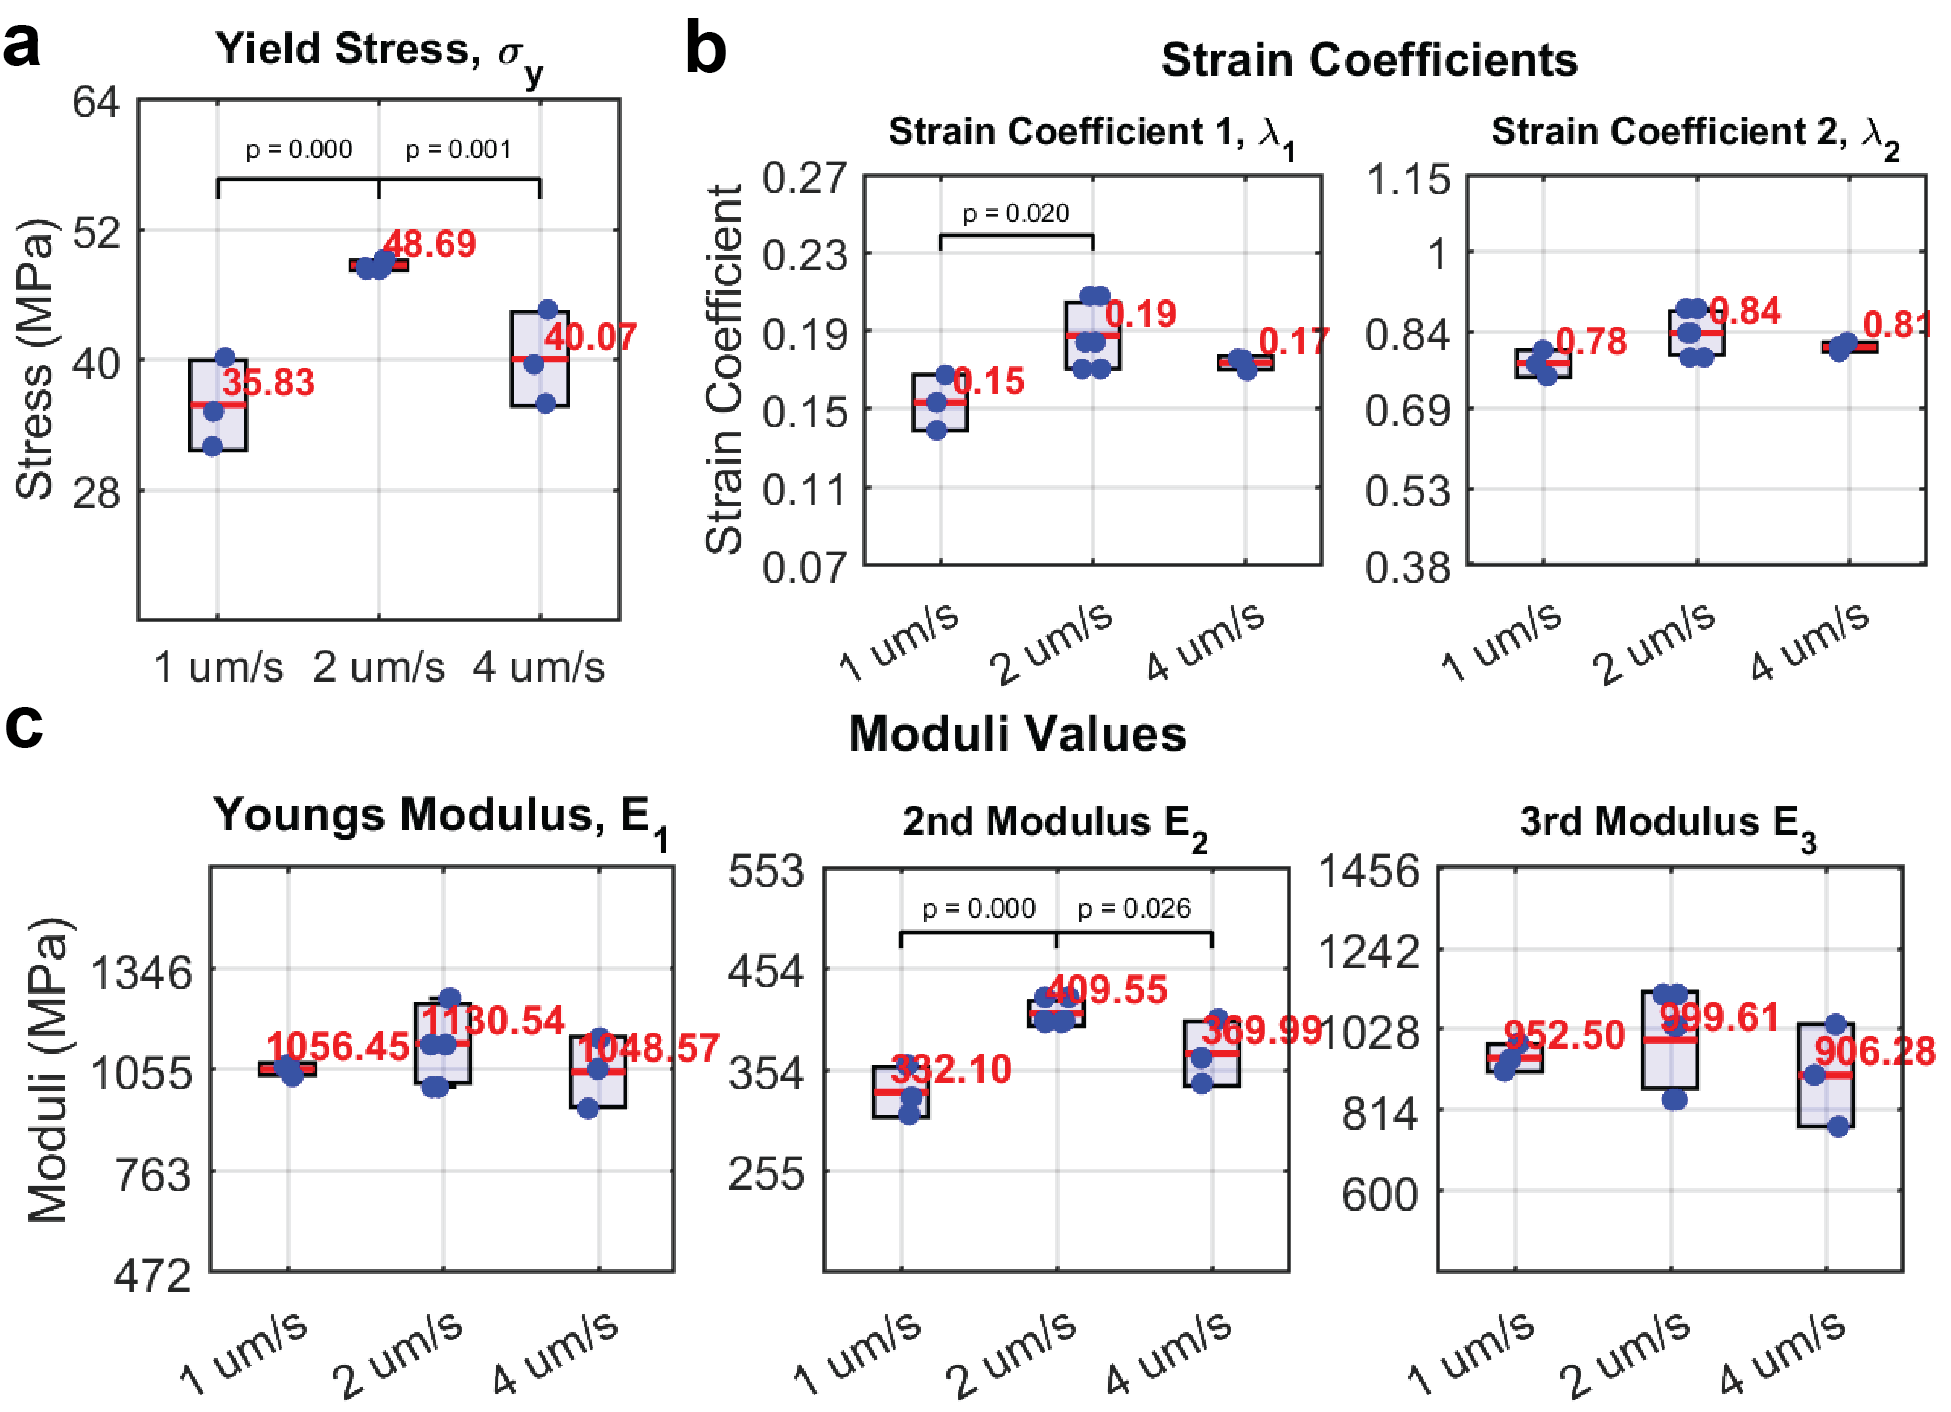 a
Yield Stress, σy
64
52
40
28
Stress (MPa)
p = 0.000
p = 0.001
35.83
48.69
40.07
1 um/s
2 um/s
4 um/s
b
Strain Coefficients
Strain Coefficient 1, λ1
0.27
0.23
0.19
0.15
0.11
0.07
Strain Coefficient
p = 0.020
0.15
0.19
0.17
1 um/s
2 um/s
4 um/s
Strain Coefficient 2, λ2
1.15
1
0.84
0.69
0.53
0.38
0.78
0.84
0.81
1 um/s
2 um/s
4 um/s
c
Moduli Values
Youngs Modulus, E1
1346
1055
763
472
Moduli (MPa)
1056.45
1130.54
1048.57
1 um/s
2 um/s
4 um/s
2nd Modulus E2
553
454
354
255
p = 0.000
p = 0.026
332.10
409.55
369.99
1 um/s
2 um/s
4 um/s
3rd Modulus E3
1456
1242
1028
814
600
952.50
999.61
906.28
1 um/s
2 um/s
4 um/s